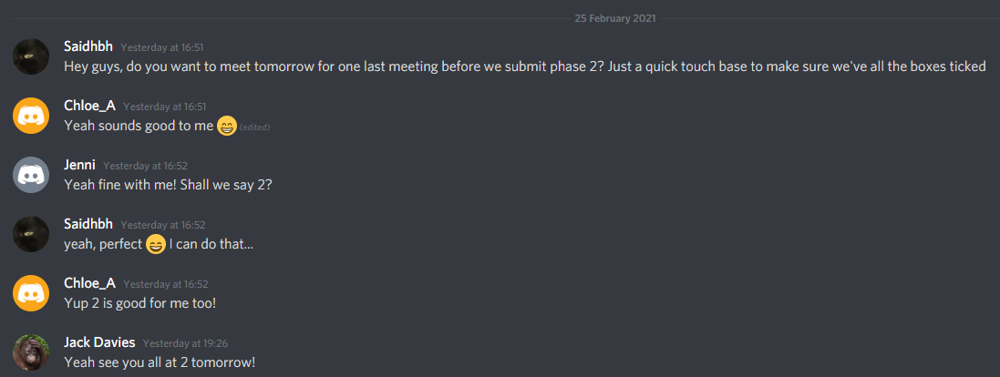 25 February 2021
Saidhbh Yesterday at 16:51
Hey guys, do you want to meet tomorrow for one last meeting before we submit phase 2? Just a quick touch base to make sure we've all the boxes ticked
Chloe_A Yesterday at 16:51
Yeah sounds good to me 😄 (edited)
Jenni Yesterday at 16:52
Yeah fine with me! Shall we say 2?
Saidhbh Yesterday at 16:52
yeah, perfect 😄 I can do that...
Chloe_A Yesterday at 16:52
Yup 2 is good for me too!
Jack Davies Yesterday at 19:26
Yeah see you all at 2 tomorrow!